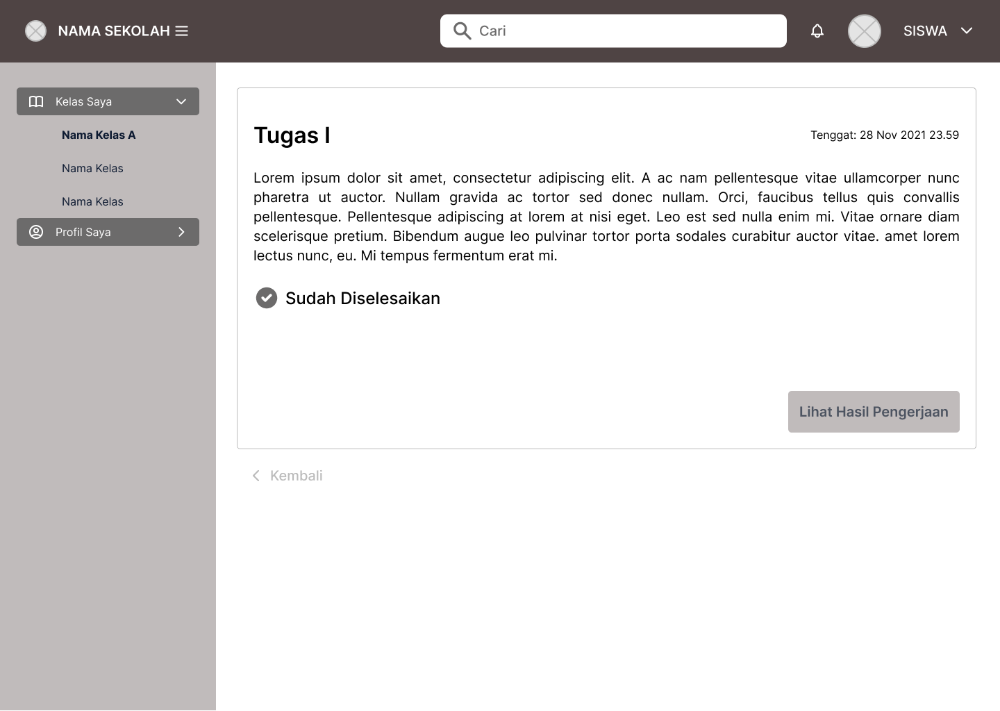 NAMA SEKOLAH
Cari
SISWA
Kelas Saya
Nama Kelas A
Nama Kelas
Nama Kelas
Profil Saya
Tugas I
Tenggat: 28 Nov 2021 23.59
Lorem ipsum dolor sit amet, consectetur adipiscing elit. A ac nam pellentesque vitae ullamcorper nunc
pharetra ut auctor. Nullam gravida ac tortor sed donec nullam. Orci, faucibus tellus quis convallis
pellentesque. Pellentesque adipiscing at lorem at nisi eget. Leo est sed nulla enim mi. Vitae ornare diam
scelerisque pretium. Bibendum augue leo pulvinar tortor porta sodales curabitur auctor vitae. amet lorem
lectus nunc, eu. Mi tempus fermentum erat mi.
Sudah Diselesaikan
Lihat Hasil Pengerjaan
Kembali